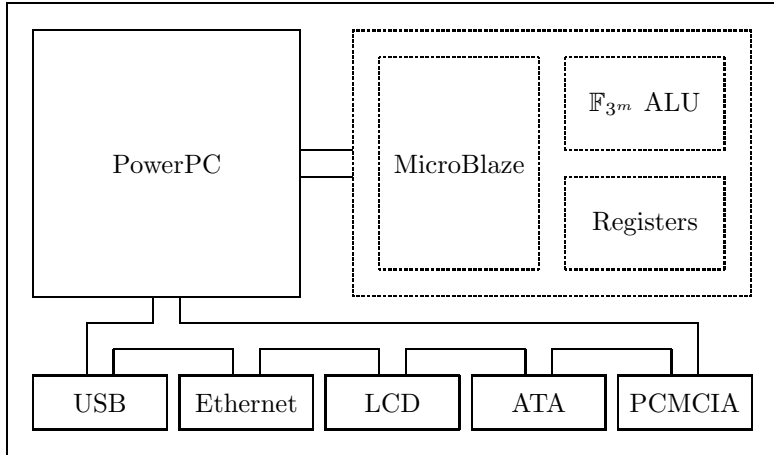 𝔽₃ᵐ ALU
PowerPC
MicroBlaze
Registers
USB
Ethernet
LCD
ATA
PCMCIA